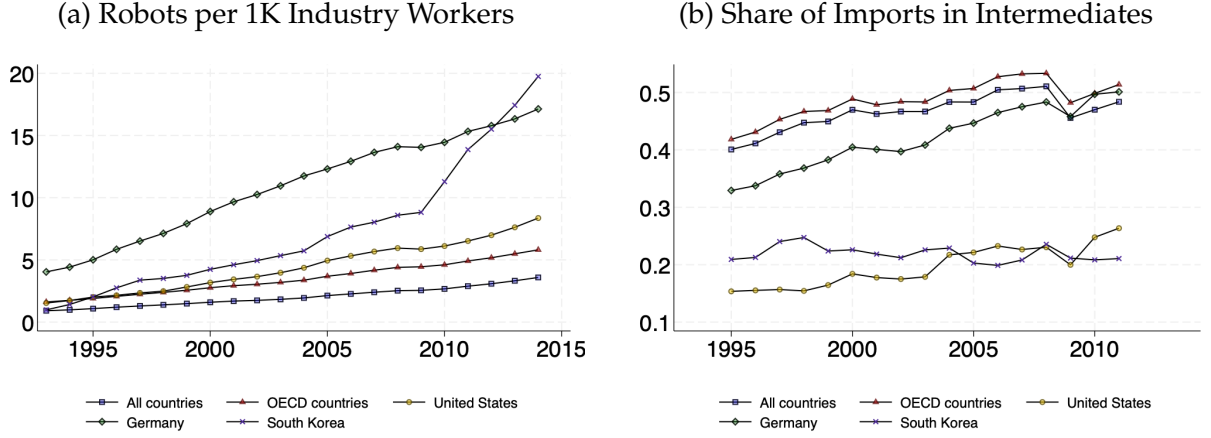 (a) Robots per 1K Industry Workers
20
15
10
5
0
1995 2000 2005 2010 2015
All countries OECD countries United States
Germany South Korea
(b) Share of Imports in Intermediates
0.5
0.4
0.3
0.2
0.1
1995 2000 2005 2010
All countries OECD countries United States
Germany South Korea